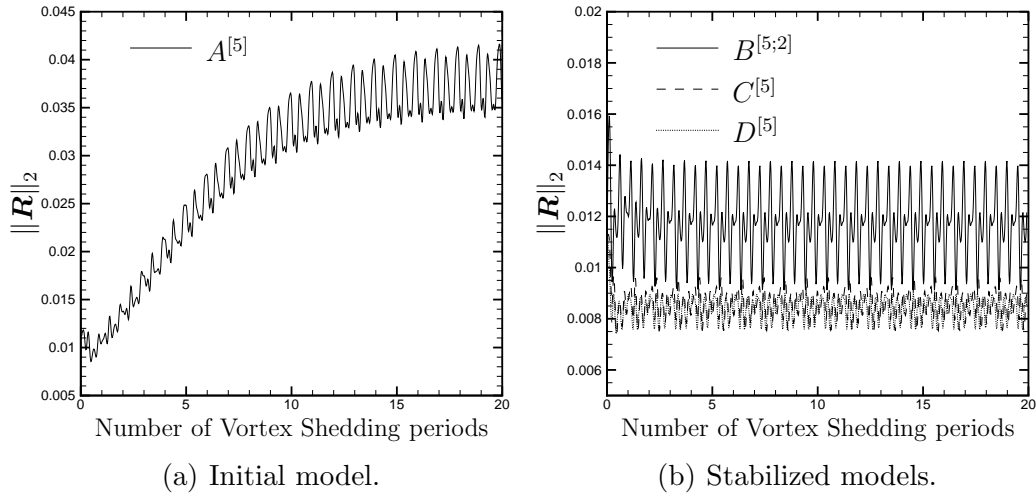 A^{[5]}
0.045
0.04
0.035
0.03
0.025
0.02
0.015
0.01
0.005
‖R‖₂
0 5 10 15 20
Number of Vortex Shedding periods
(a) Initial model.
B^{[5;2]}
C^{[5]}
D^{[5]}
0.02
0.018
0.016
0.014
0.012
0.01
0.008
0.006
‖R‖₂
0 5 10 15 20
Number of Vortex Shedding periods
(b) Stabilized models.